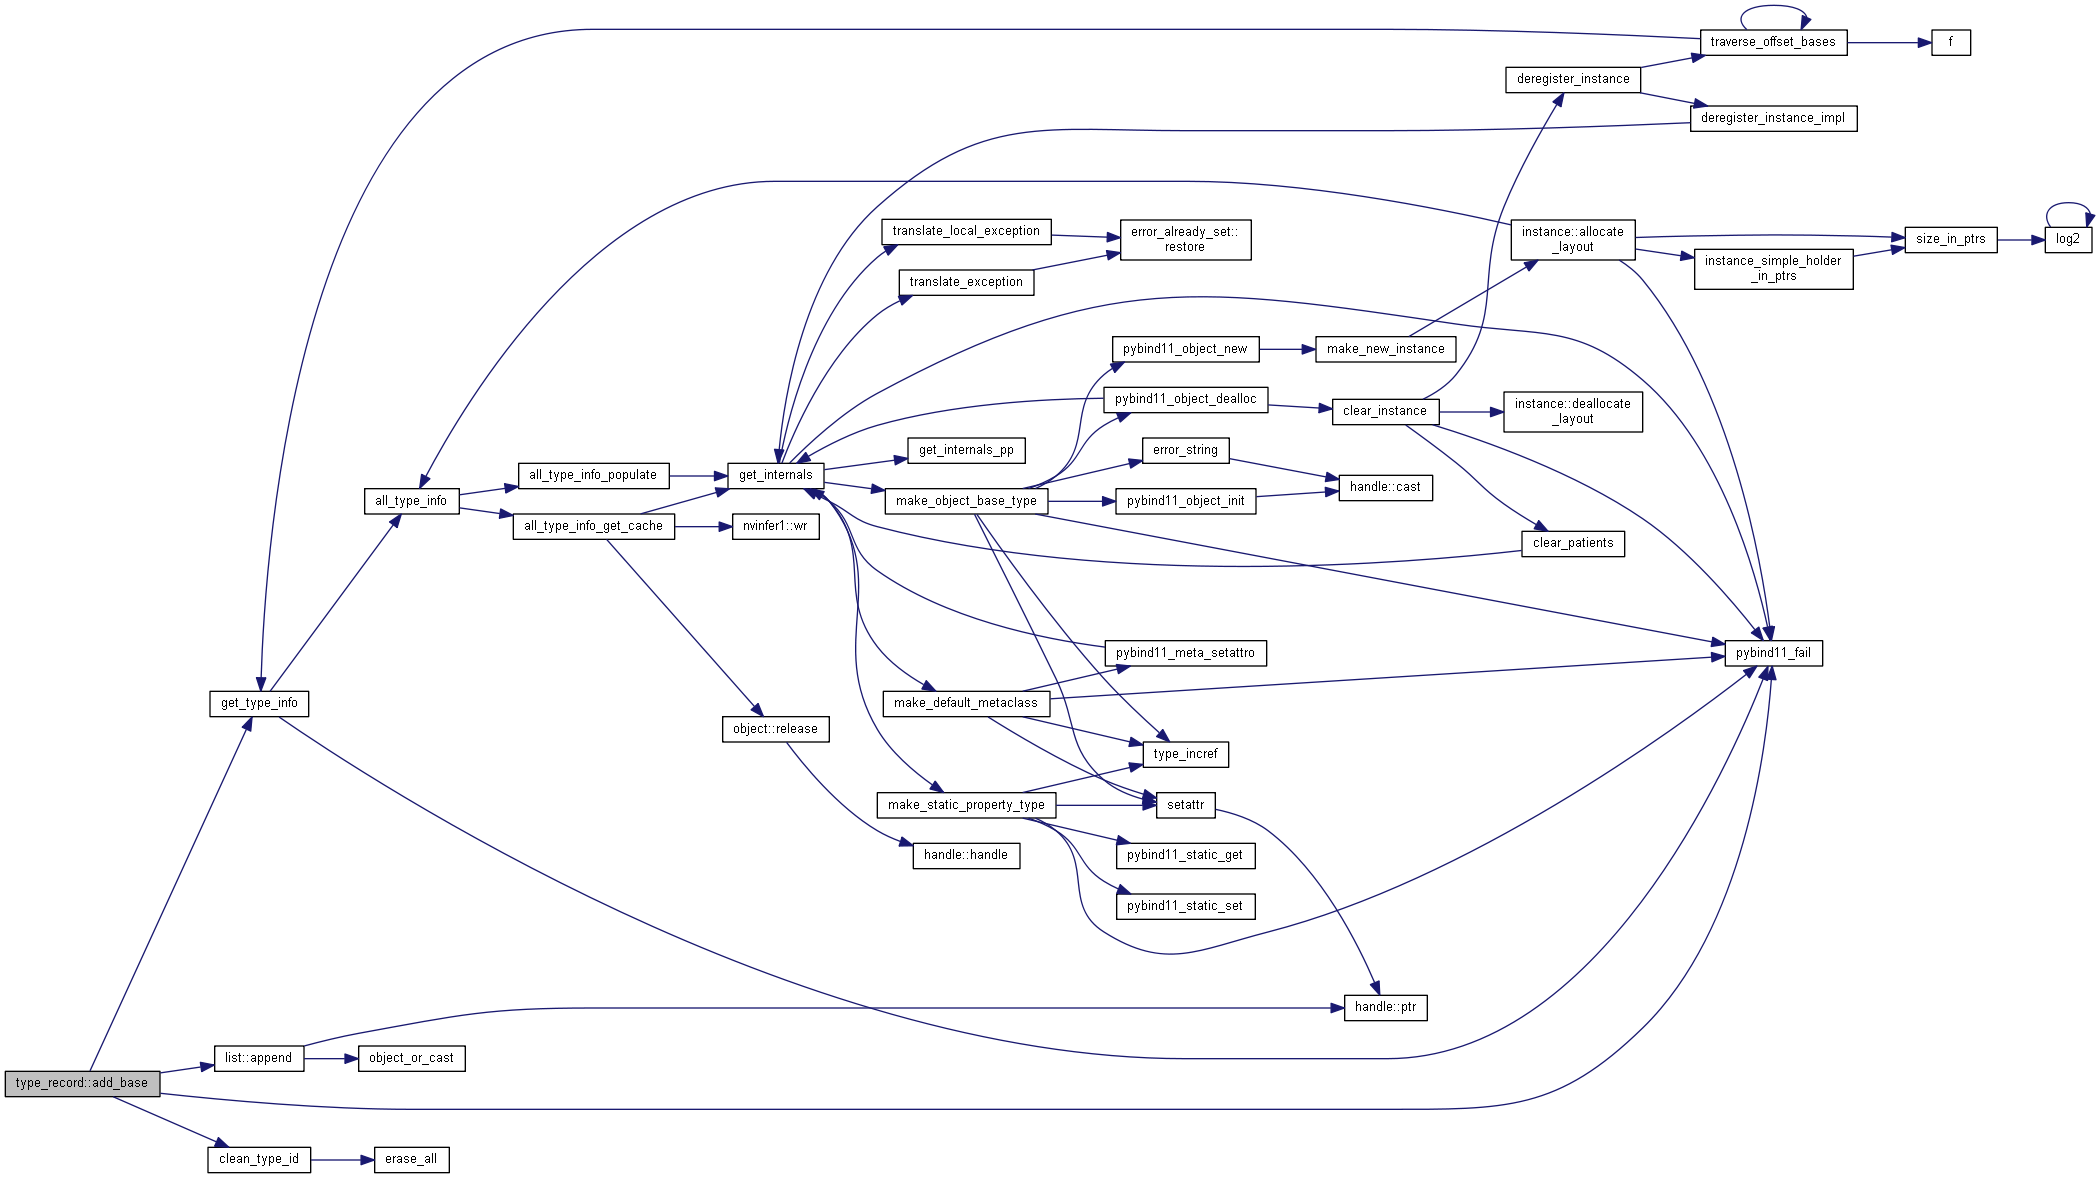 traverse_offset_bases
f
deregister_instance
deregister_instance_impl
translate_local_exception
error_already_set::
restore
instance::allocate
_layout
size_in_ptrs
log2
instance_simple_holder
_in_ptrs
translate_exception
pybind11_object_new
make_new_instance
pybind11_object_dealloc
clear_instance
instance::deallocate
_layout
get_internals_pp
error_string
all_type_info_populate
get_internals
handle::cast
all_type_info
make_object_base_type
pybind11_object_init
all_type_info_get_cache
nvinfer1::wr
clear_patients
pybind11_meta_setattro
pybind11_fail
get_type_info
make_default_metaclass
object::release
type_incref
make_static_property_type
setattr
handle::handle
pybind11_static_get
pybind11_static_set
handle::ptr
list::append
object_or_cast
type_record::add_base
clean_type_id
erase_all